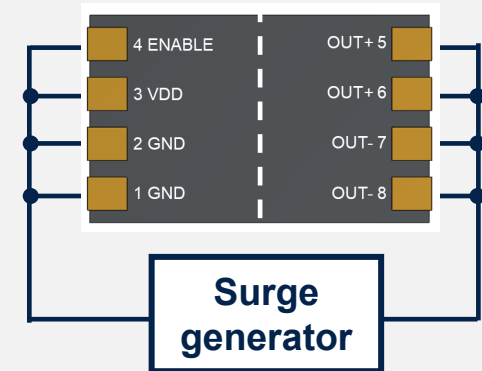 4 ENABLE
OUT+ 5
3 VDD
OUT+ 6
2 GND
OUT- 7
1 GND
OUT- 8
Surge
generator